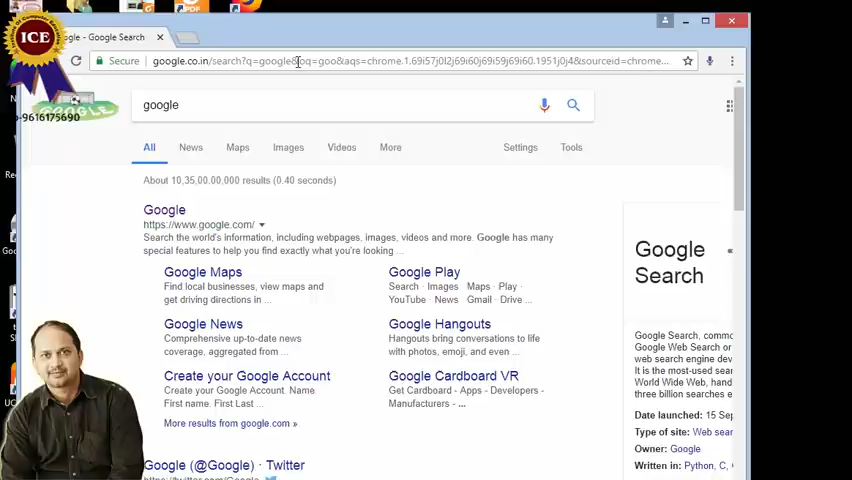 ICE
gle - Google Search
Secure google.co.in/search?q=google&oq=goo&aqs=chrome.1.69i57j0l2j69i60j69i59j69i60.1951j0j4&sourceid=chrome...
GOOGLE
-9616175690
google
All News Maps Images Videos More Settings Tools
About 10,35,00,00,000 results (0.40 seconds)
Google
https://www.google.com/
Search the world's information, including webpages, images, videos and more. Google has many
special features to help you find exactly what you're looking ...
Google Maps
Find local businesses, view maps and
get driving directions in ...
Google Play
Search · Images · Maps · Play ·
YouTube · News · Gmail · Drive ...
Google News
Comprehensive up-to-date news
coverage, aggregated from ...
Google Hangouts
Hangouts bring conversations to life
with photos, emoji, and even ...
Create your Google Account
Create your Google Account. Name.
First name. First Last ...
Google Cardboard VR
Get Cardboard - Apps - Developers -
Manufacturers - ...
More results from google.com »
Google (@Google) · Twitter
https://twitter.com/Google
Google
Search
Google Search, commo
Google Web Search or
web search engine dev
It is the most-used sear
World Wide Web, hand
three billion searches e
Date launched: 15 Sep
Type of site: Web sear
Owner: Google
Written in: Python, C,
Rec
Goo
UC